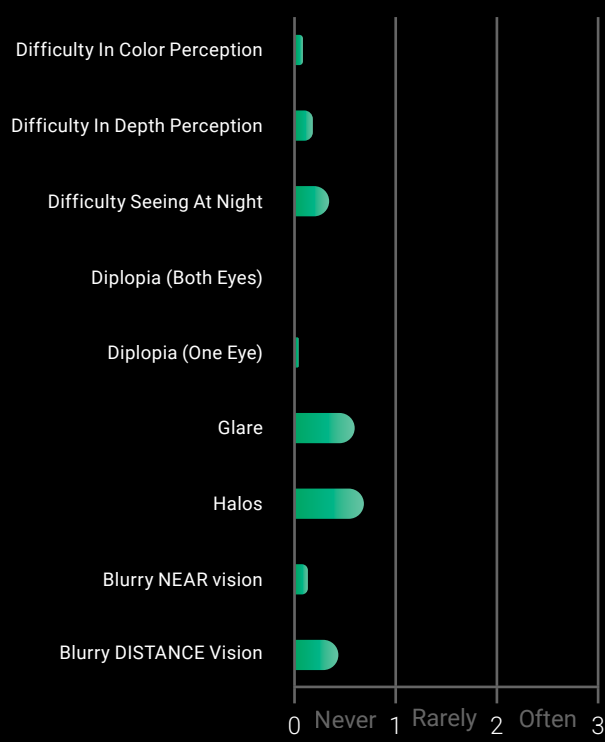 Difficulty In Color Perception
Difficulty In Depth Perception
Difficulty Seeing At Night
Diplopia (Both Eyes)
Diplopia (One Eye)
Glare
Halos
Blurry NEAR vision
Blurry DISTANCE Vision
0 Never 1 Rarely 2 Often 3